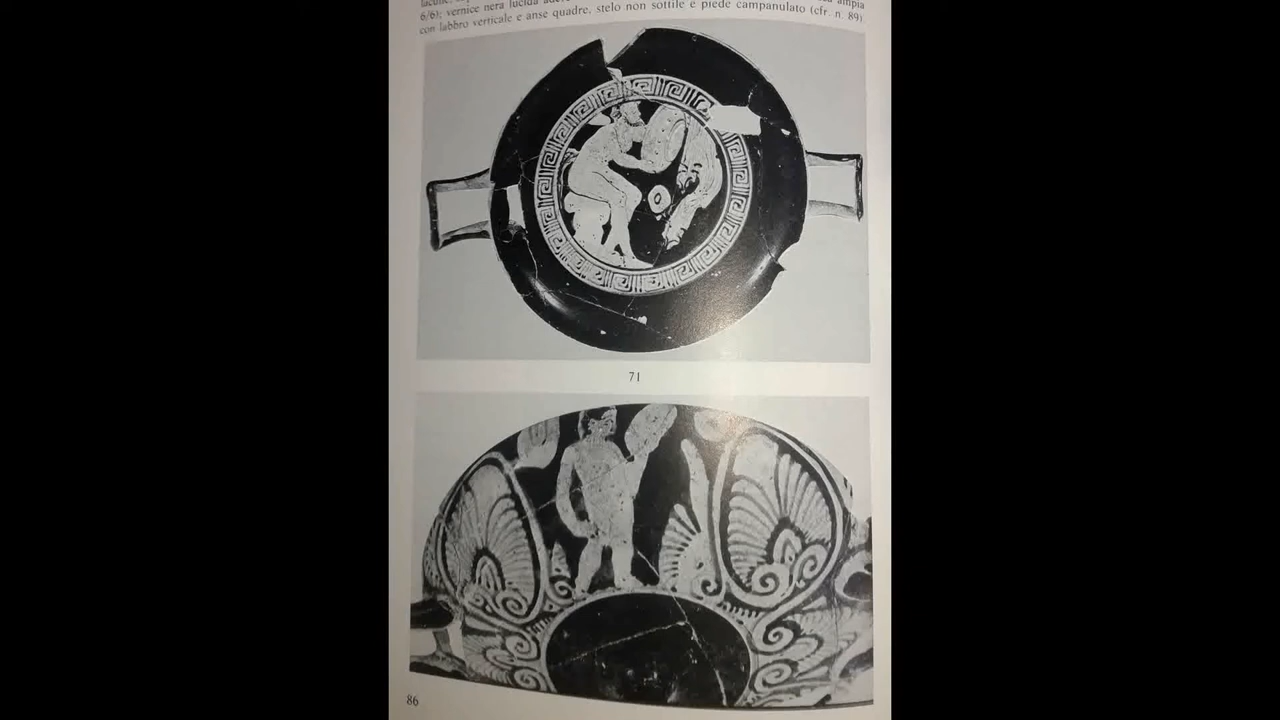 6/6); vernice nera lucida
con labbro verticale e anse quadre, stelo non sottile e piede campanulato (cfr. n. 89)
71
86